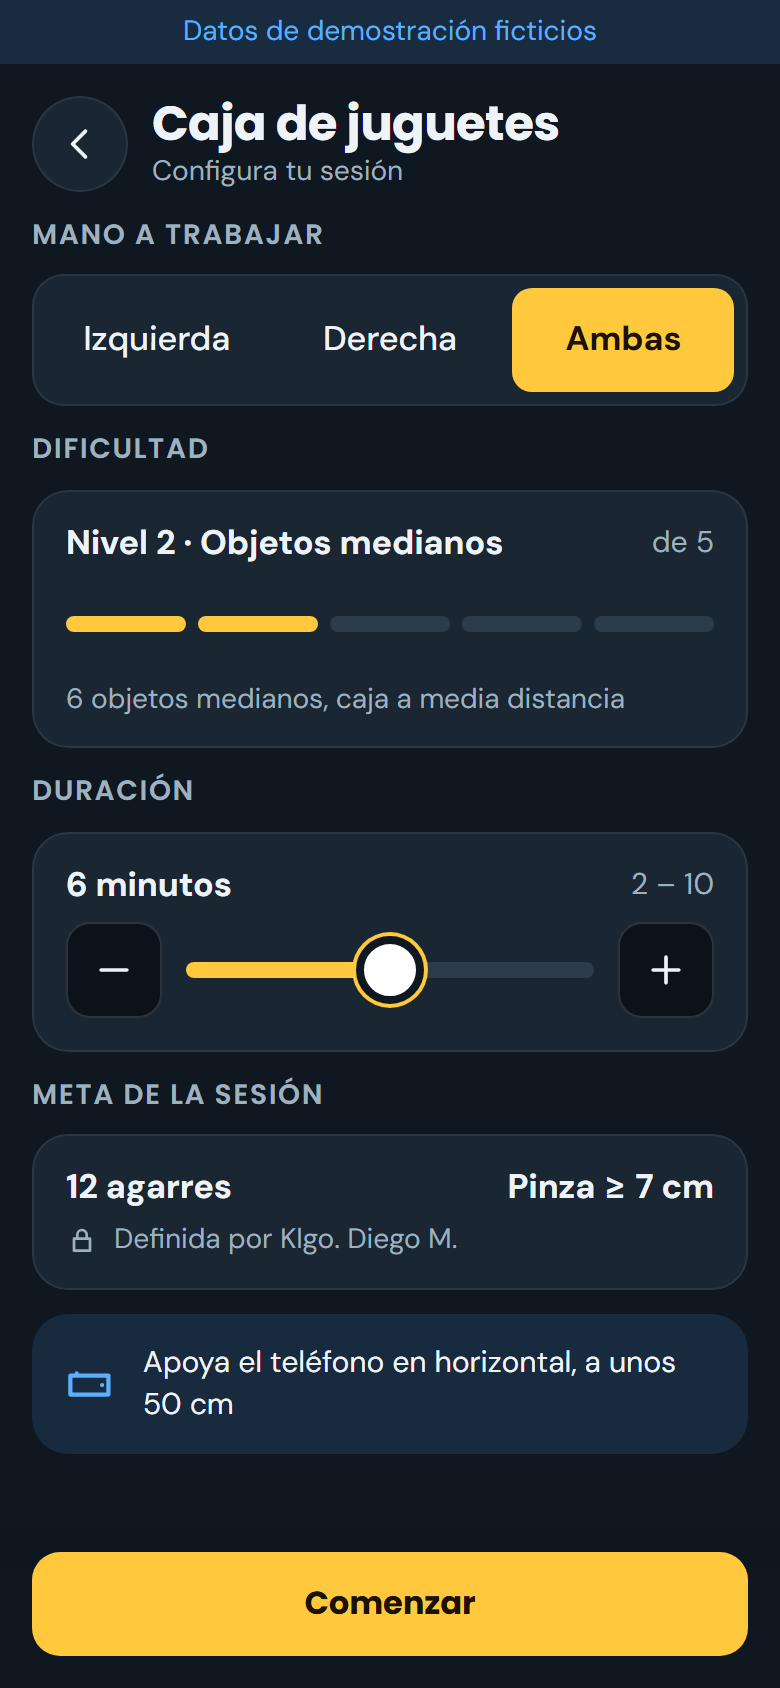 Datos de demostración ficticios
Caja de juguetes
Configura tu sesión
MANO A TRABAJAR
Izquierda Derecha Ambas
DIFICULTAD
Nivel 2 · Objetos medianos de 5
6 objetos medianos, caja a media distancia
DURACIÓN
6 minutos 2 – 10
META DE LA SESIÓN
12 agarres Pinza ≥ 7 cm
Definida por Klgo. Diego M.
Apoya el teléfono en horizontal, a unos
50 cm
Comenzar